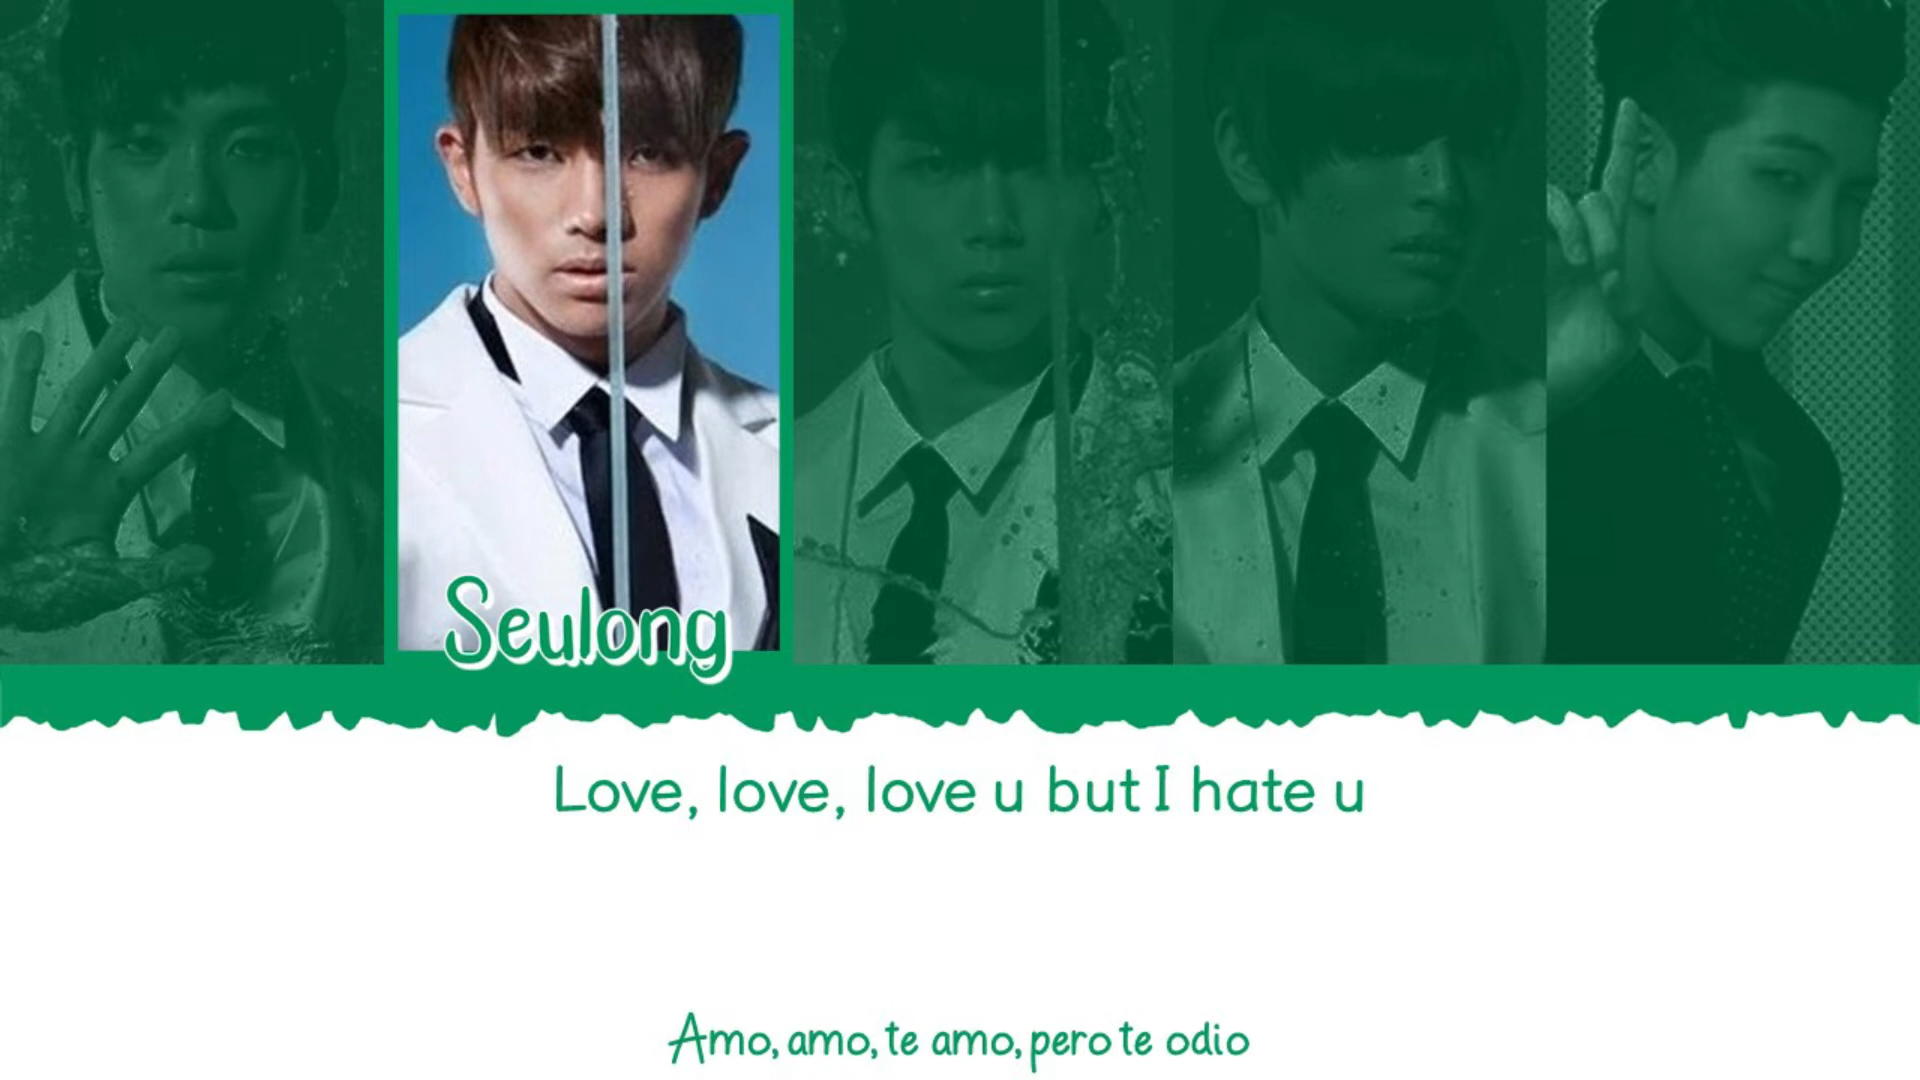 Seulong
Love, love, love u but I hate u
Amo, amo, te amo, pero te odio